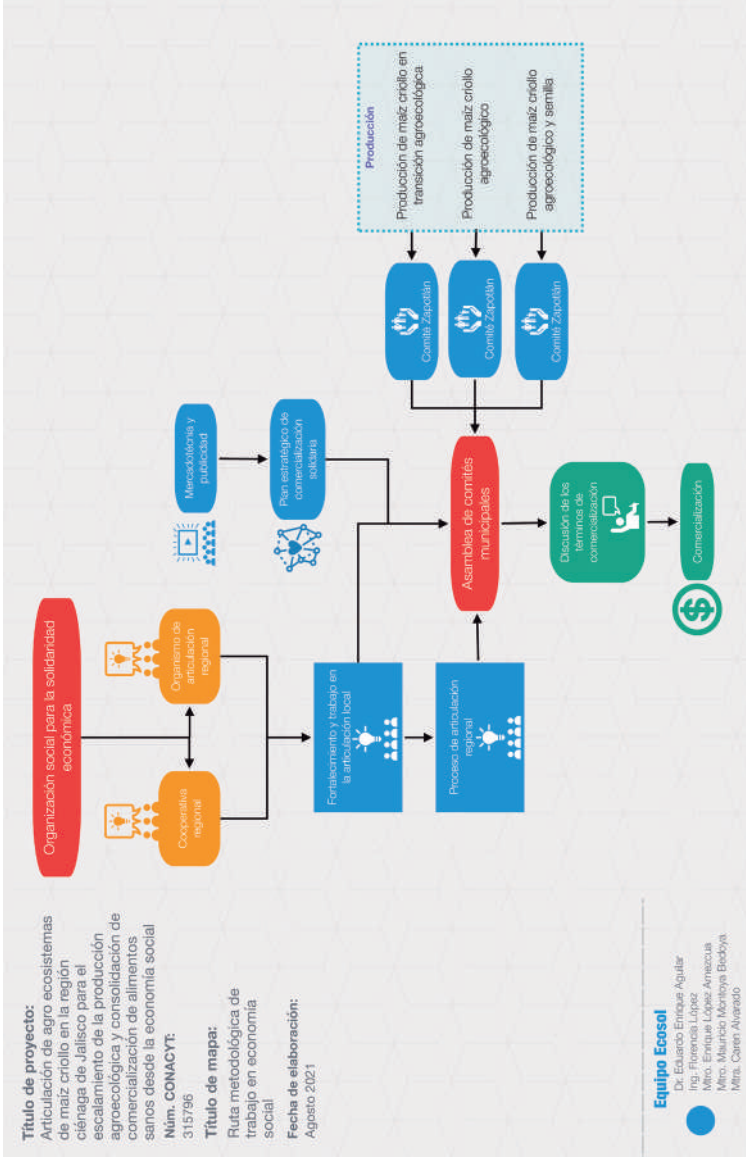 Título de proyecto:
Articulación de agro ecosistemas
de maíz criollo en la región
ciénaga de Jalisco para el
escalamiento de la producción
agroecológica y consolidación de
comercialización de alimentos
sanos desde la economía social
Núm. CONACYT:
315796
Título de mapa:
Ruta metodológica de
trabajo en economía
social
Fecha de elaboración:
Agosto 2021
Organización social para la solidaridad
económica
Cooperativa
regional
Organismo de
articulación
regional
Mercadotécnia y
publicidad
Plan estratégico de
comercialización
solidaria
Fortalecimiento y trabajo en
la articulación local
Proceso de articulación
regional
Asamblea de comités
municipales
Comité Zapotlán
Comité Zapotlán
Comité Zapotlán
Producción
Producción de maíz criollo en
transición agroecológica
Producción de maíz criollo
agroecológico
Producción de maíz criollo
agroecológico y semilla
Discusión de los
términos de
comercialización
$
Comercialización
Equipo Ecosol
Dr. Eduardo Enrique Aguilar
Ing. Florencia López
Mtro. Enrique López Amezcua
Mtro. Mauricio Montoya Bedoya
Mtra. Caren Alvarado